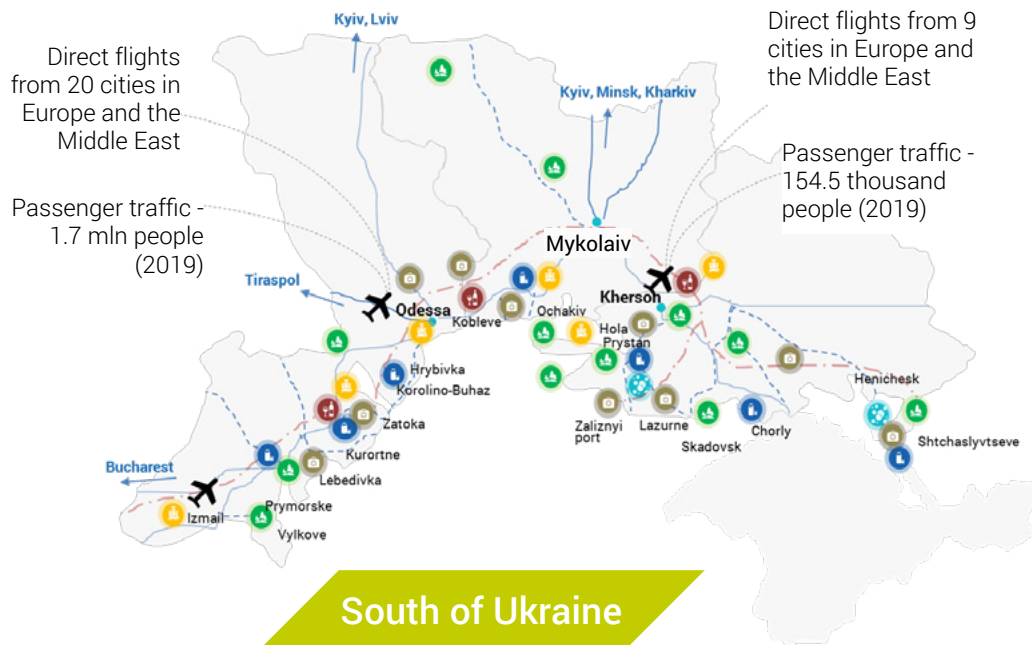 Kyiv, Lviv
Direct flights
from 20 cities in
Europe and the
Middle East
Passenger traffic -
1.7 mln people
(2019)
Direct flights from 9
cities in Europe and
the Middle East
Kyiv, Minsk, Kharkiv
Passenger traffic -
154.5 thousand
people (2019)
Mykolaiv
Tiraspol
Odessa
Kobleve
Ochakiv
Kherson
Hola
Prystan
Hrybivka
Korolino-Buhaz
Zatoka
Kurortne
Lebedivka
Bucharest
Prymorske
Izmail
Vylkove
Zaliznyi
port
Lazurne
Skadovsk
Chorly
Henichesk
Shtchaslyvtseve
South of Ukraine